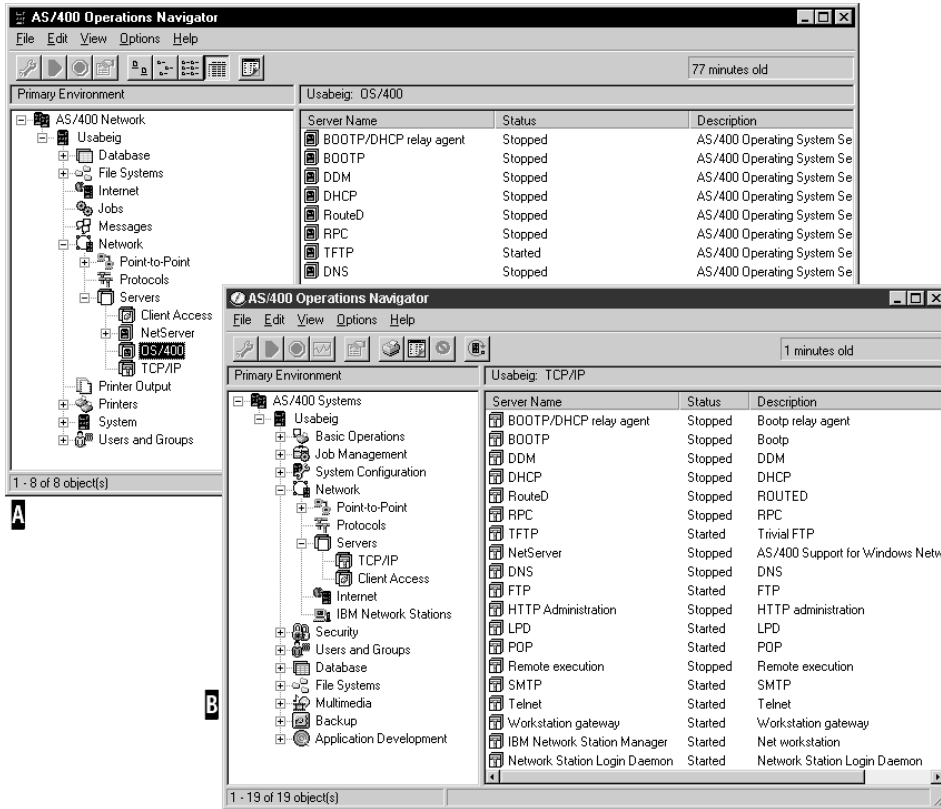 AS/400 Operations Navigator
File Edit View Options Help
77 minutes old
Primary Environment
Usabeig: OS/400
AS/400 Network
Usabeig
Database
File Systems
Internet
Jobs
Messages
Network
Point-to-Point
Protocols
Servers
Client Access
NetServer
OS/400
TCP/IP
Printer Output
Printers
System
Users and Groups
Server Name Status Description
BOOTP/DHCP relay agent Stopped AS/400 Operating System Se
BOOTP Stopped AS/400 Operating System Se
DDM Stopped AS/400 Operating System Se
DHCP Stopped AS/400 Operating System Se
RouteD Stopped AS/400 Operating System Se
RPC Stopped AS/400 Operating System Se
TFTP Started AS/400 Operating System Se
DNS Stopped AS/400 Operating System Se
1 - 8 of 8 object(s)
A
AS/400 Operations Navigator
File Edit View Options Help
1 minutes old
Primary Environment
Usabeig: TCP/IP
AS/400 Systems
Usabeig
Basic Operations
Job Management
System Configuration
Network
Point-to-Point
Protocols
Servers
TCP/IP
Client Access
Internet
IBM Network Stations
Security
Users and Groups
Database
File Systems
Multimedia
Backup
Application Development
Server Name Status Description
BOOTP/DHCP relay agent Stopped Bootp relay agent
BOOTP Stopped Bootp
DDM Stopped DDM
DHCP Stopped DHCP
RouteD Stopped ROUTED
RPC Stopped RPC
TFTP Started Trivial FTP
NetServer Stopped AS/400 Support for Windows Netw
DNS Stopped DNS
FTP Started FTP
HTTP Administration Stopped HTTP administration
LPD Started LPD
POP Started POP
Remote execution Stopped Remote execution
SMTP Started SMTP
Telnet Started Telnet
Workstation gateway Started Workstation gateway
IBM Network Station Manager Started Net workstation
Network Station Login Daemon Started Network Station Login Daemon
1 - 19 of 19 object(s)
B